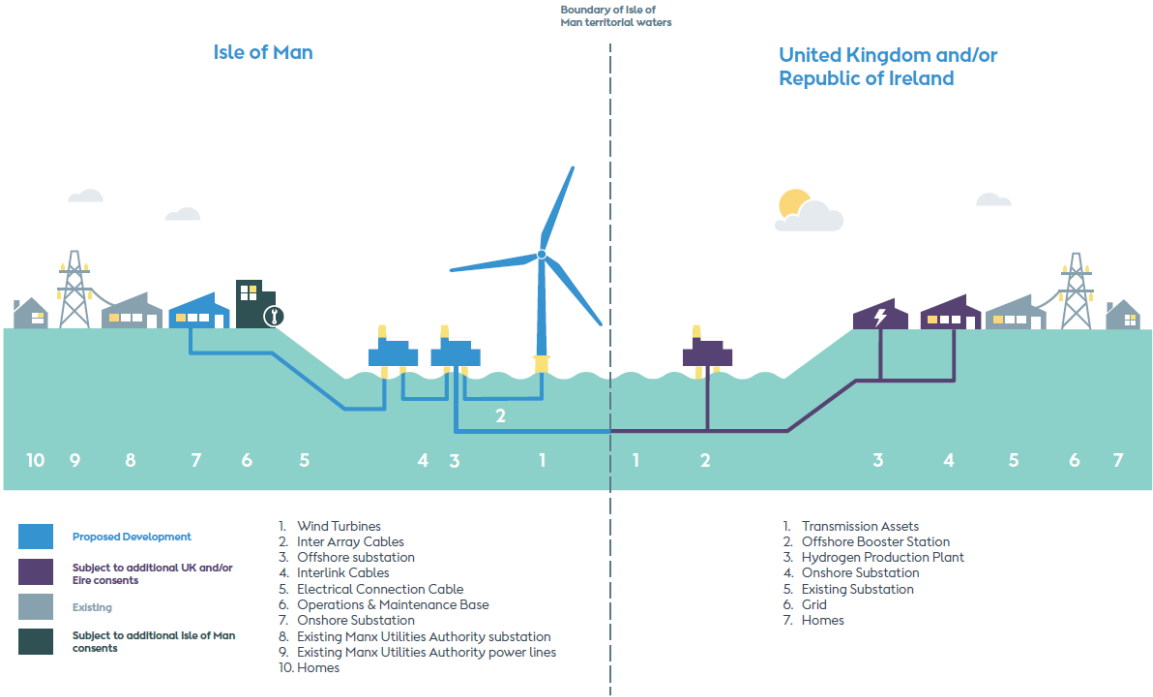 Boundary of Isle of
Man territorial waters
Isle of Man
United Kingdom and/or
Republic of Ireland
2
10 9 8 7 6 5 4 3 1 1 2 3 4 5 6 7
Proposed Development
Subject to additional UK and/or
Eire consents
Existing
Subject to additional Isle of Man
consents
1. Wind Turbines
2. Inter Array Cables
3. Offshore substation
4. Interlink Cables
5. Electrical Connection Cable
6. Operations & Maintenance Base
7. Onshore Substation
8. Existing Manx Utilities Authority substation
9. Existing Manx Utilities Authority power lines
10. Homes
1. Transmission Assets
2. Offshore Booster Station
3. Hydrogen Production Plant
4. Onshore Substation
5. Existing Substation
6. Grid
7. Homes